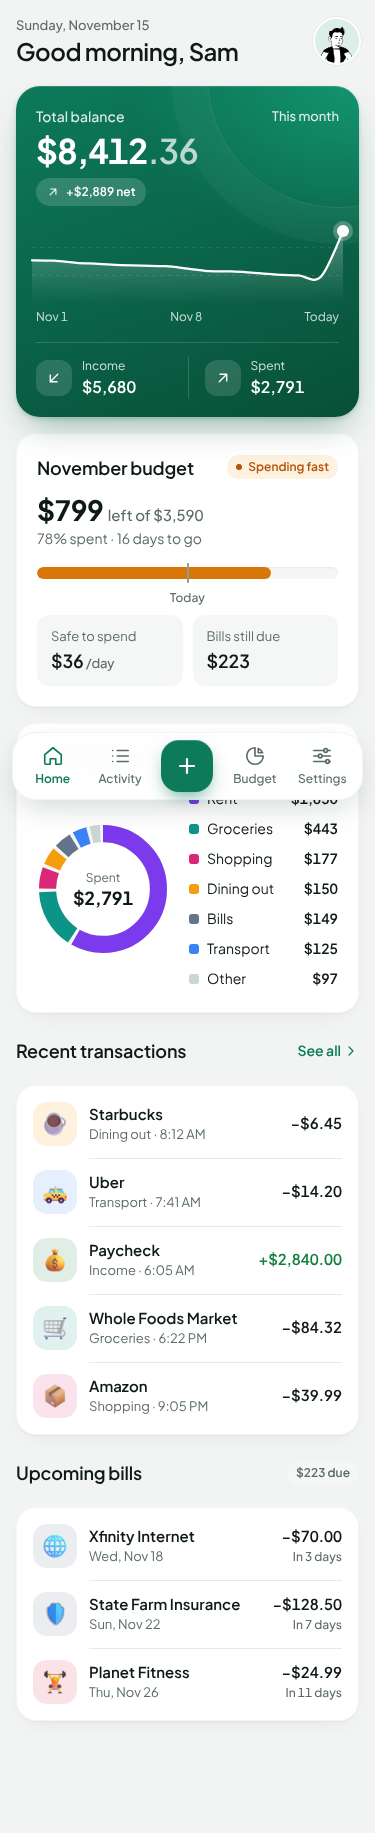 Sunday, November 15
Good morning, Sam
Total balance
This month
$8,412.36
+$2,889 net
Nov 1
Nov 8
Today
Income
$5,680
Spent
$2,791
November budget
Spending fast
$799 left of $3,590
78% spent · 16 days to go
Today
Safe to spend
$36 /day
Bills still due
$223
Home
Activity
Budget
Settings
Rent
Groceries
$443
Shopping
$177
Dining out
$150
Bills
$149
Transport
$125
Other
$97
Spent
$2,791
Recent transactions
See all
Starbucks
Dining out · 8:12 AM
−$6.45
Uber
Transport · 7:41 AM
−$14.20
Paycheck
Income · 6:05 AM
+$2,840.00
Whole Foods Market
Groceries · 6:22 PM
−$84.32
Amazon
Shopping · 9:05 PM
−$39.99
Upcoming bills
$223 due
Xfinity Internet
Wed, Nov 18
−$70.00
In 3 days
State Farm Insurance
Sun, Nov 22
−$128.50
In 7 days
Planet Fitness
Thu, Nov 26
−$24.99
In 11 days